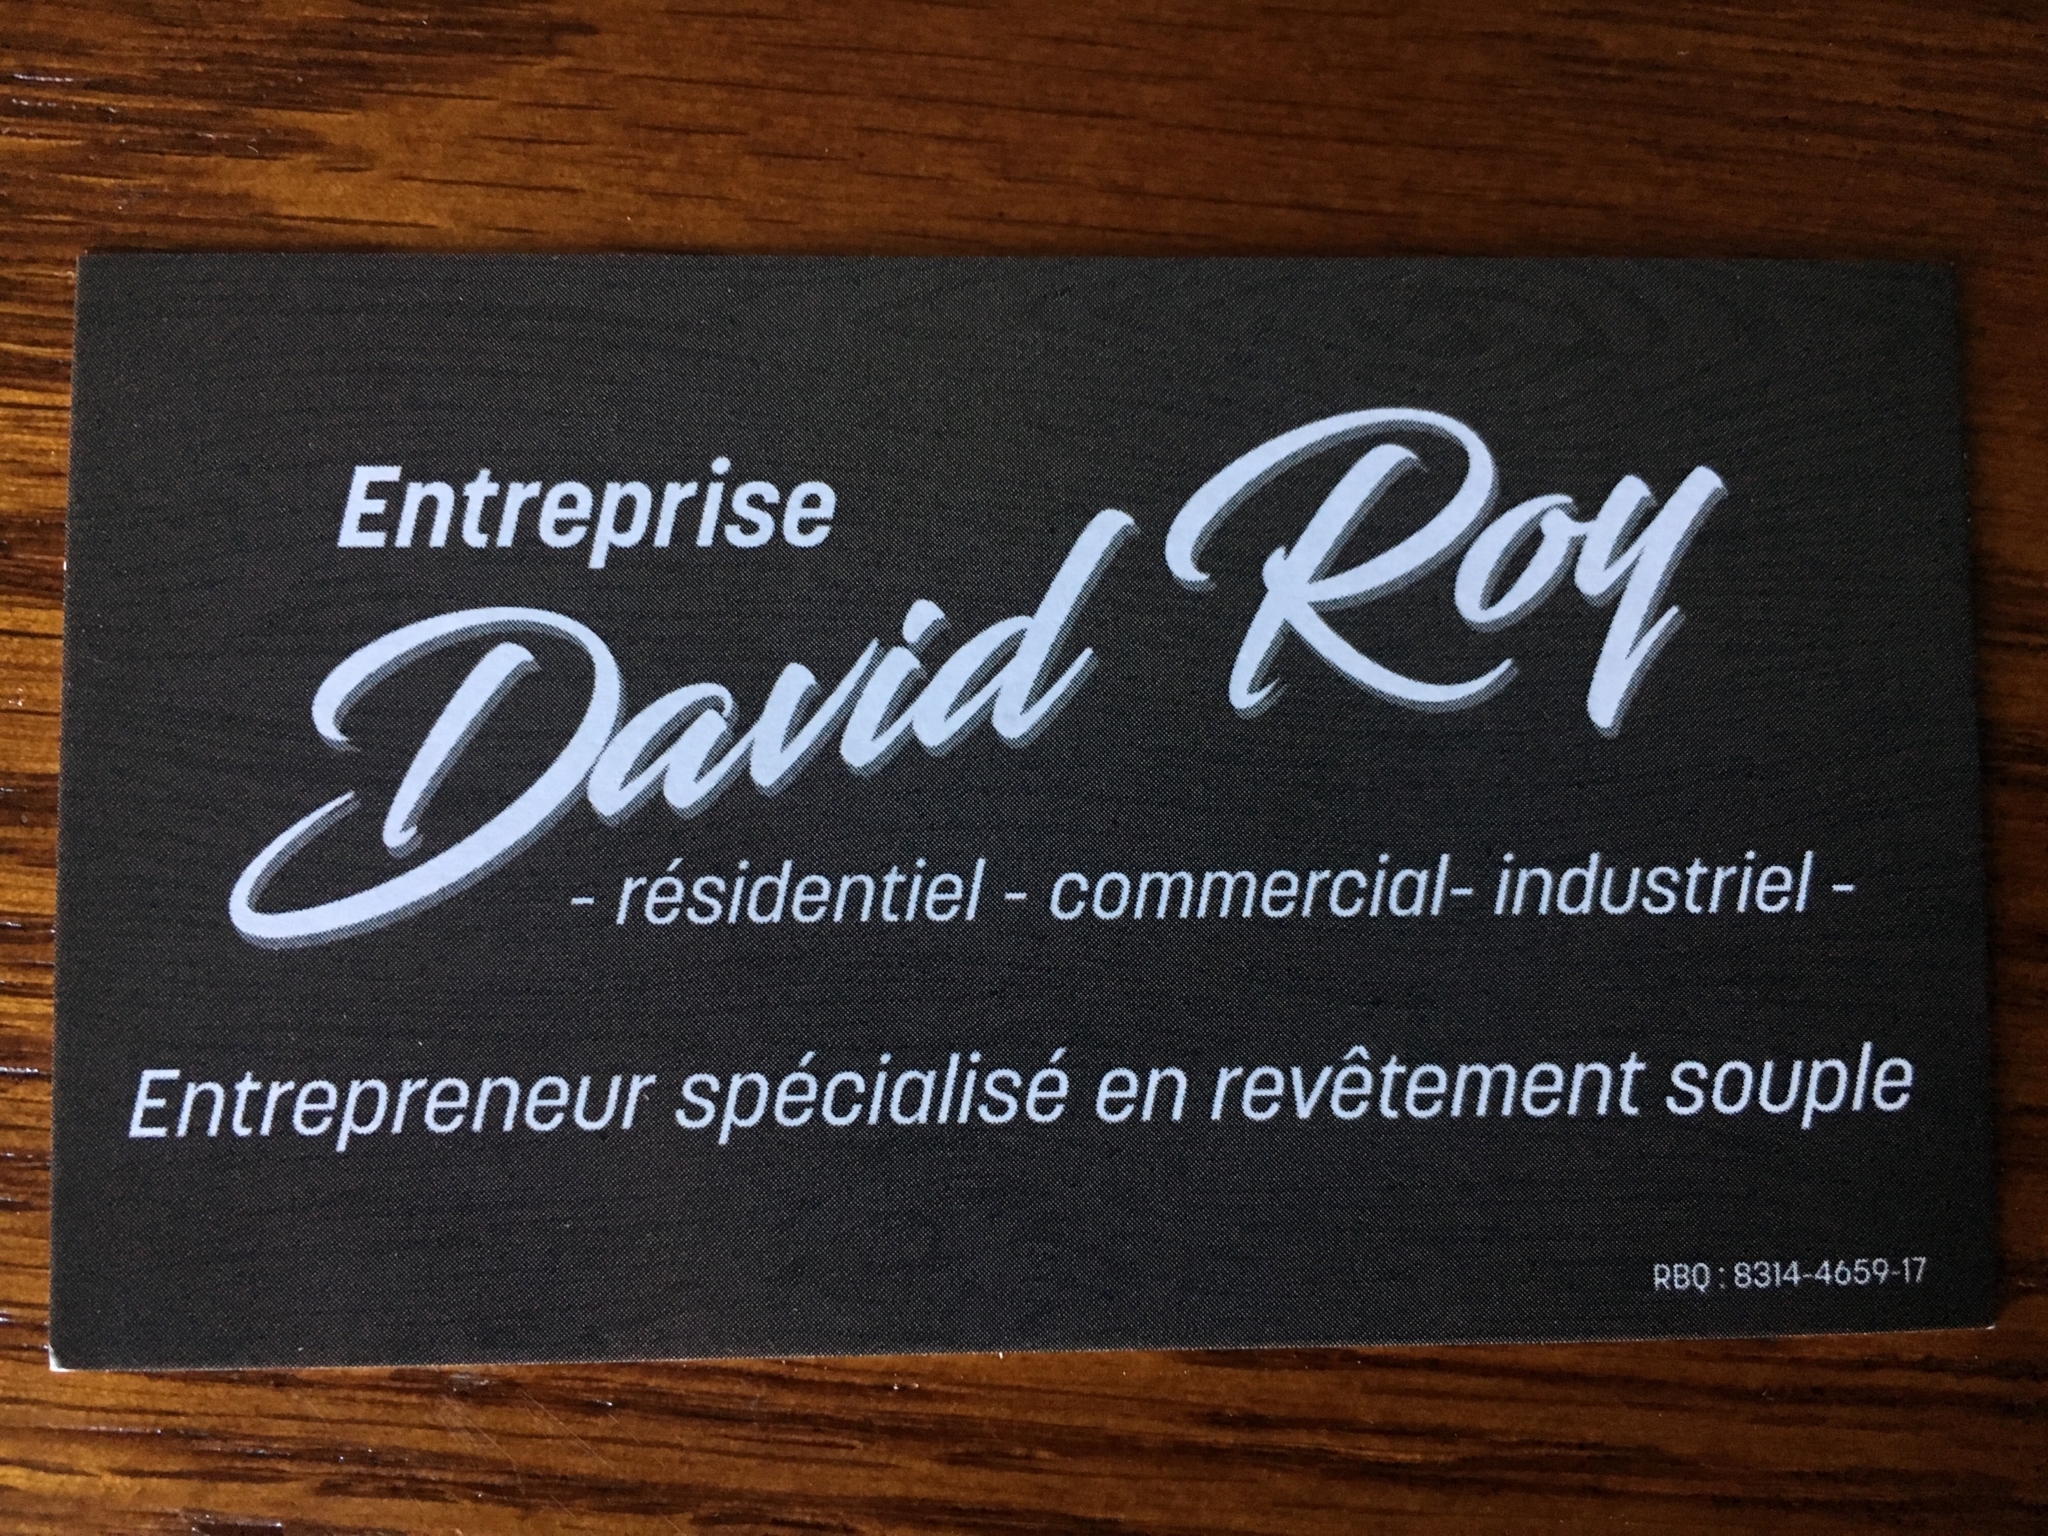 Entreprise
David Roy
- résidentiel - commercial- industriel -
Entrepreneur spécialisé en revêtement souple
RBQ : 8314-4659-17